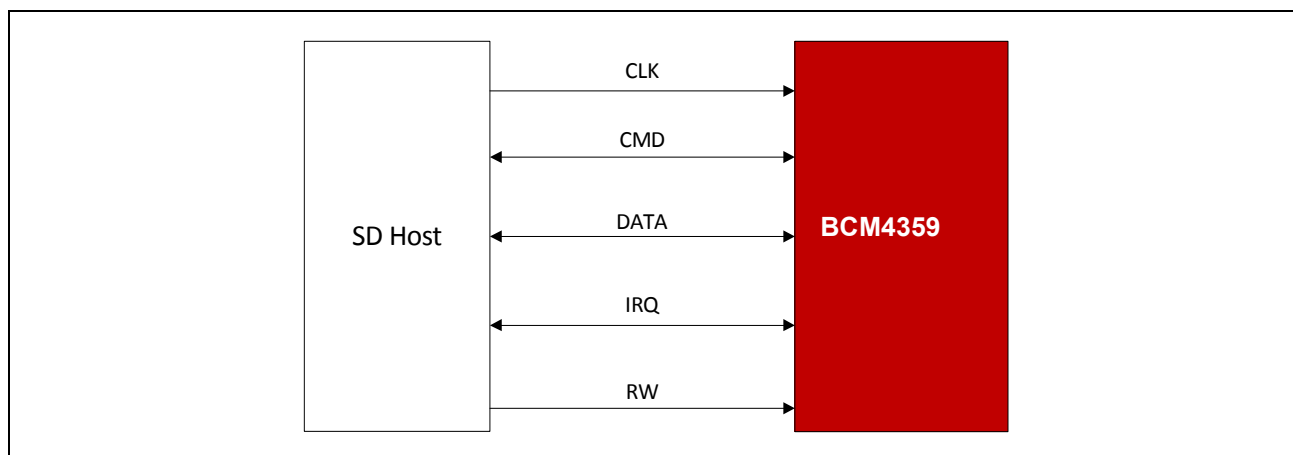 CLK
CMD
DATA
SD Host
BCM4359
IRQ
RW